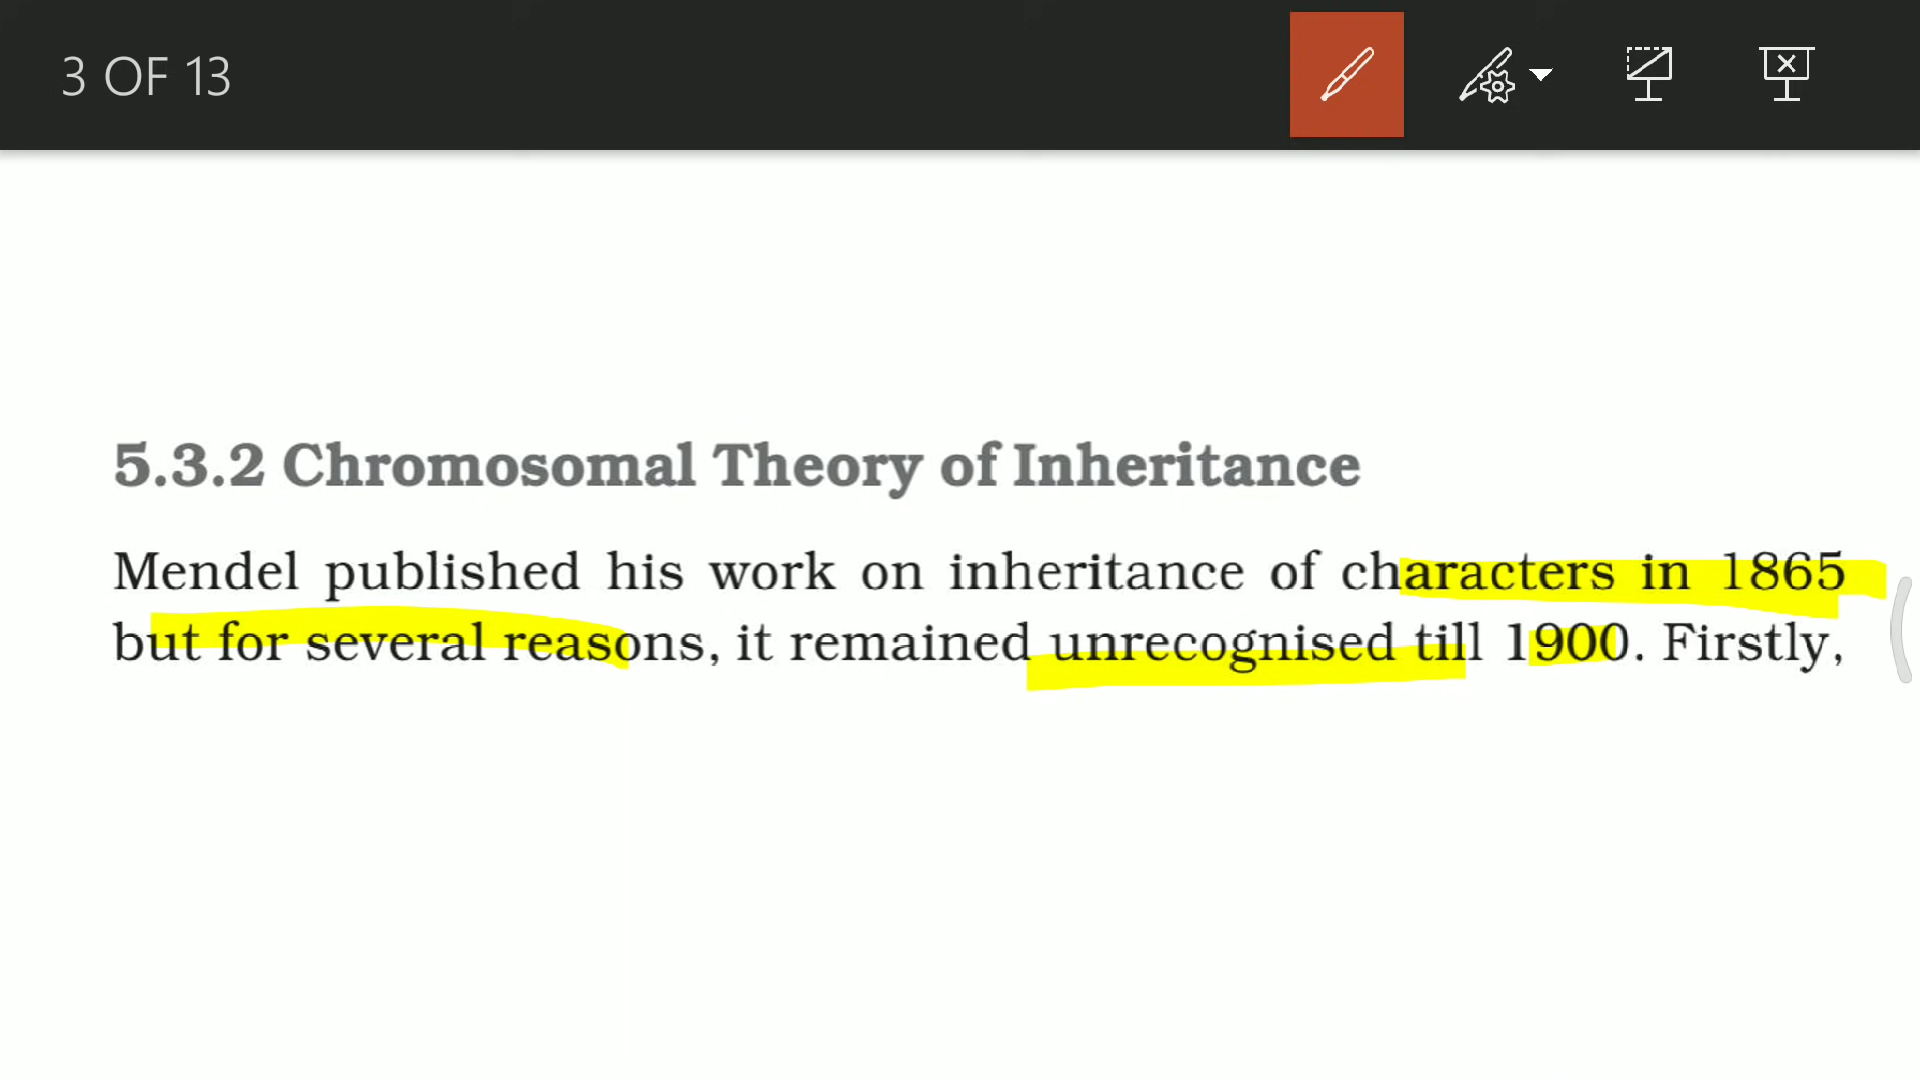 3 OF 13
5.3.2 Chromosomal Theory of Inheritance
Mendel published his work on inheritance of characters in 1865
but for several reasons, it remained unrecognised till 1900. Firstly,